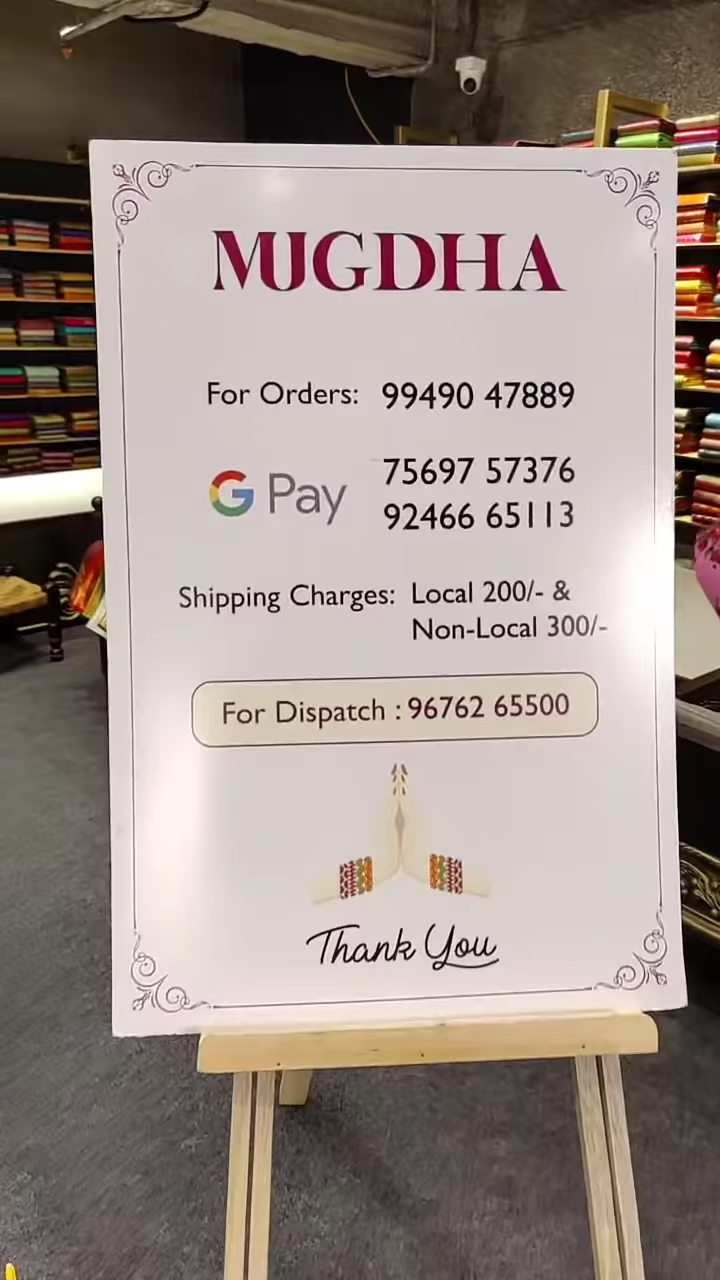 MUGDHA
For Orders: 99490 47889
G Pay 75697 57376
92466 65113
Shipping Charges: Local 200/- &
Non-Local 300/-
For Dispatch : 96762 65500
Thank You